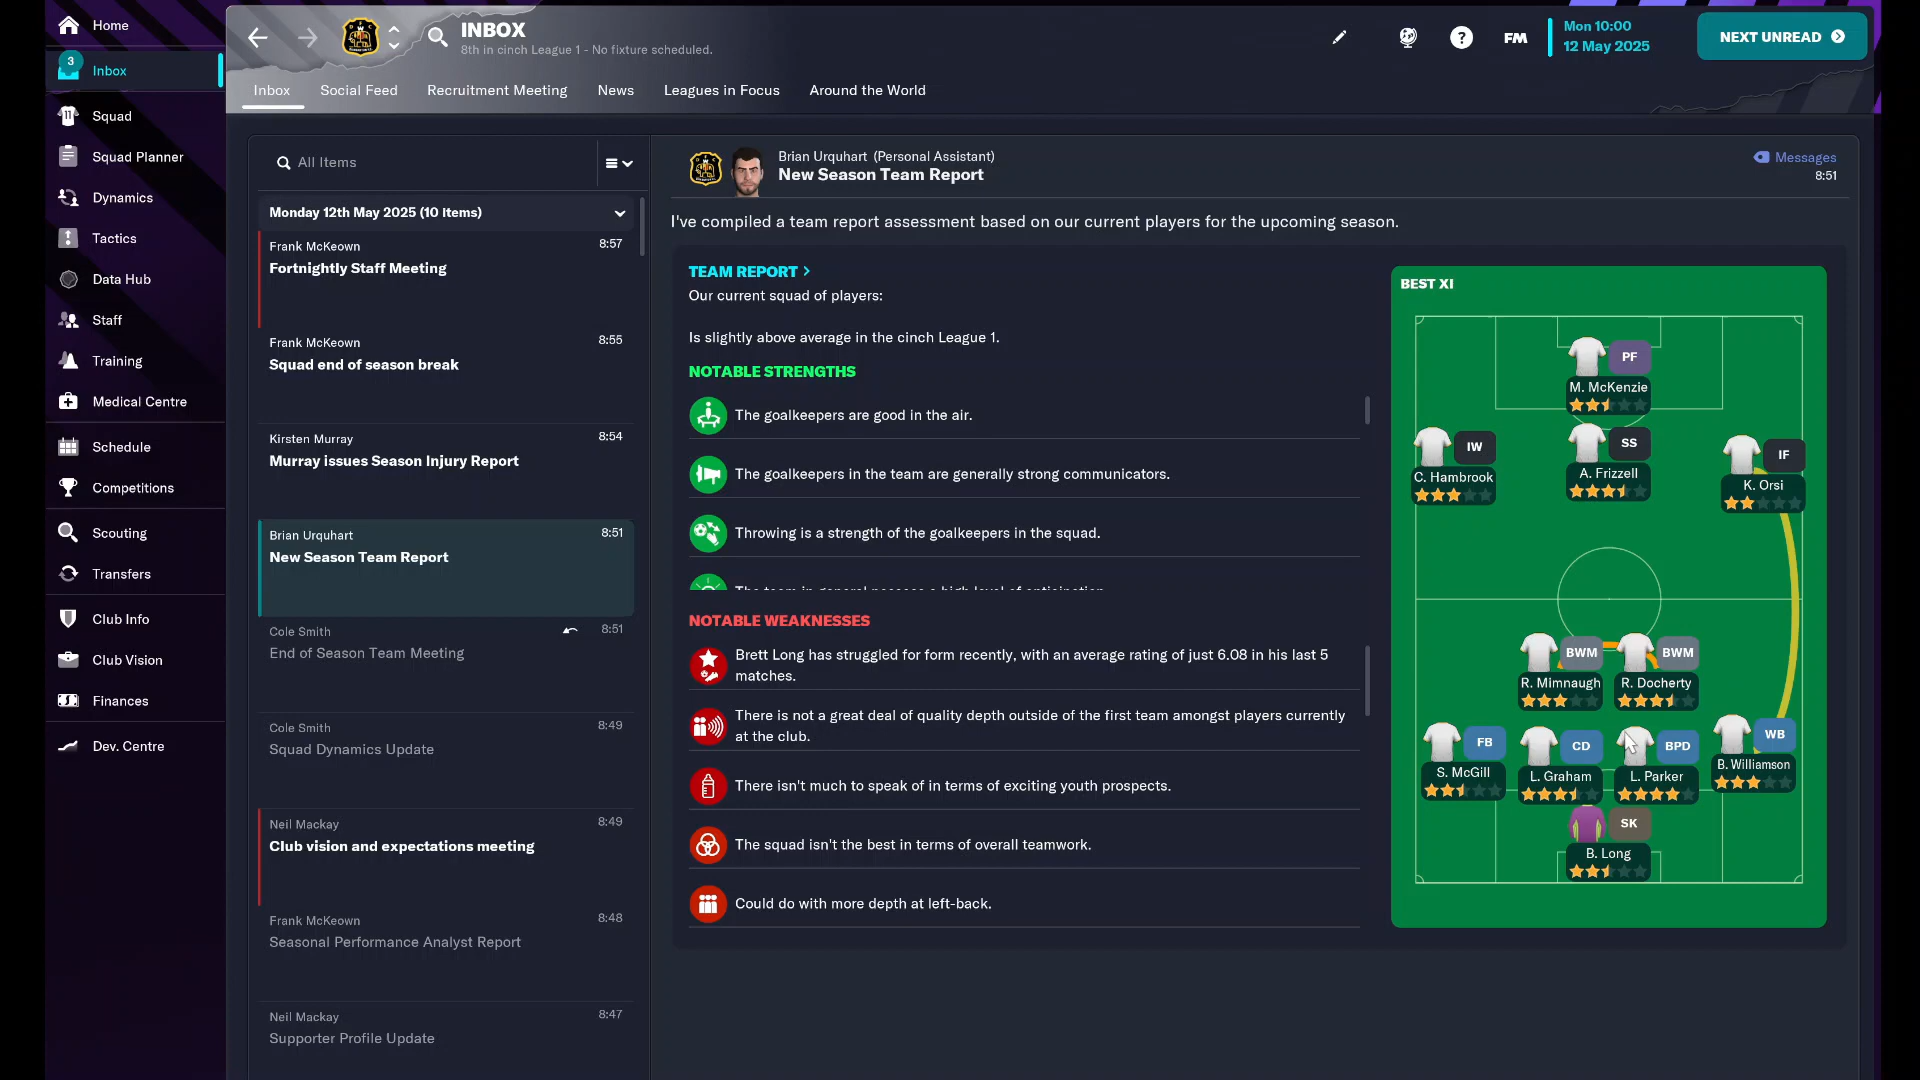 Home
3
Inbox
Squad
Squad Planner
Dynamics
Tactics
Data Hub
Staff
Training
Medical Centre
Schedule
Competitions
Scouting
Transfers
Club Info
Club Vision
Finances
Dev. Centre
INBOX
8th in cinch League 1 - No fixture scheduled.
FM
Mon 10:00
12 May 2025
NEXT UNREAD
Inbox
Social Feed
Recruitment Meeting
News
Leagues in Focus
Around the World
All Items
Monday 12th May 2025 (10 items)
Frank McKeown 8:57
Fortnightly Staff Meeting
Frank McKeown 8:55
Squad end of season break
Kirsten Murray 8:54
Murray issues Season Injury Report
Brian Urquhart 8:51
New Season Team Report
Cole Smith 8:51
End of Season Team Meeting
Cole Smith 8:49
Squad Dynamics Update
Neil Mackay 8:49
Club vision and expectations meeting
Frank McKeown 8:48
Seasonal Performance Analyst Report
Neil Mackay 8:47
Supporter Profile Update
Brian Urquhart (Personal Assistant)
New Season Team Report
Messages
8:51
I've compiled a team report assessment based on our current players for the upcoming season.
TEAM REPORT >
Our current squad of players:
Is slightly above average in the cinch League 1.
NOTABLE STRENGTHS
The goalkeepers are good in the air.
The goalkeepers in the team are generally strong communicators.
Throwing is a strength of the goalkeepers in the squad.
The team in general possess a high level of anticipation
NOTABLE WEAKNESSES
Brett Long has struggled for form recently, with an average rating of just 6.08 in his last 5
matches.
There is not a great deal of quality depth outside of the first team amongst players currently
at the club.
There isn't much to speak of in terms of exciting youth prospects.
The squad isn't the best in terms of overall teamwork.
Could do with more depth at left-back.
BEST XI
PF
M. McKenzie
IW
C. Hambrook
SS
A. Frizzell
IF
K. Orsi
BWM
R. Mimnaugh
BWM
R. Docherty
FB
S. McGill
CD
L. Graham
BPD
L. Parker
WB
B. Williamson
SK
B. Long